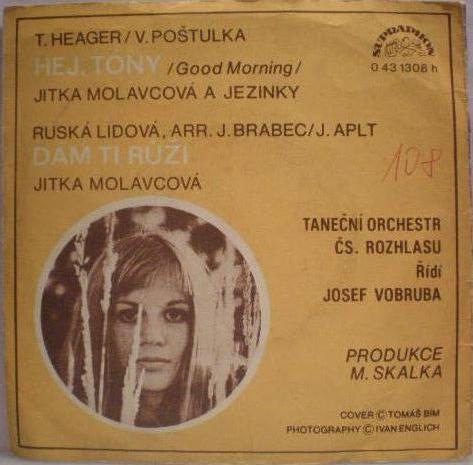 T. HEAGER/V. POŠTULKA
HEJ, TONY /Good Morning/
JITKA MOLAVCOVÁ A JEZINKY
RUSKÁ LIDOVÁ, ARR. J. BRABEC/J. APLT
DÁM TI RŮŽI
JITKA MOLAVCOVÁ
SUPRAPHON
0 43 1308 h
108
TANEČNÍ ORCHESTR
ČS. ROZHLASU
Řídí
JOSEF VOBRUBA
PRODUKCE
M. SKALKA
COVER © TOMÁŠ BÍM
PHOTOGRAPHY © IVAN ENGLICH